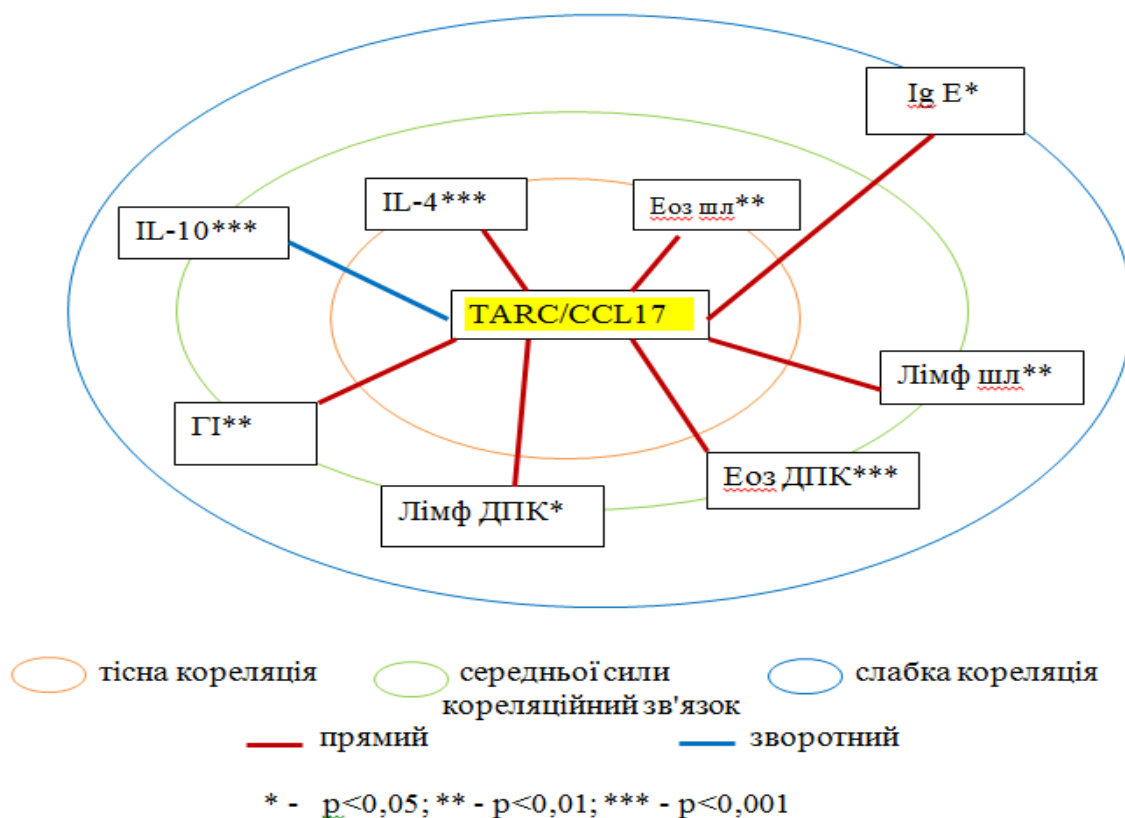 Ig E*
IL-4***
Еоз шл**
IL-10***
TARC/CCL17
Лімф шл**
ГІ**
Еоз ДПК***
Лімф ДПК*
тісна кореляція
середньої сили
кореляційний зв'язок
слабка кореляція
прямий
зворотний
* - p<0,05; ** - p<0,01; *** - p<0,001